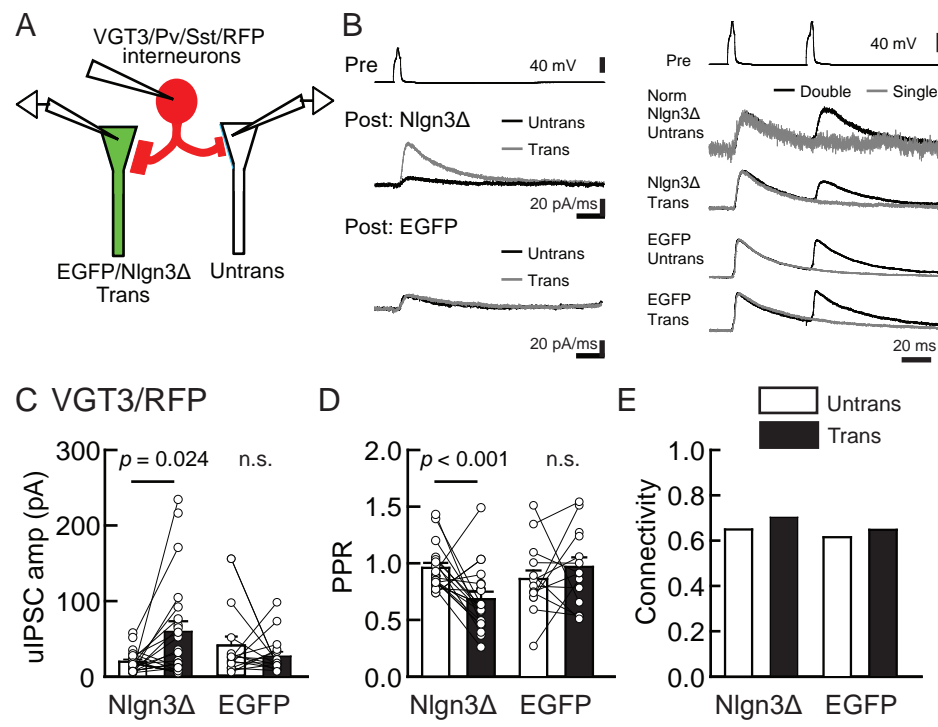 A
VGT3/Pv/Sst/RFP
interneurons
EGFP/Nlgn3Δ
Trans
Untrans
B
Pre
40 mV
Post: Nlgn3Δ
Untrans
Trans
20 pA/ms
Post: EGFP
Untrans
Trans
20 pA/ms
Pre
40 mV
Double
Single
Norm
Nlgn3Δ
Untrans
Nlgn3Δ
Trans
EGFP
Untrans
EGFP
Trans
20 ms
C VGT3/RFP
uIPSC amp (pA)
300
200
100
0
p = 0.024
n.s.
Nlgn3Δ
EGFP
D
PPR
2.0
1.5
1.0
0.5
0.0
p < 0.001
n.s.
Nlgn3Δ
EGFP
E
Untrans
Trans
Connectivity
1.0
0.8
0.6
0.4
0.2
0.0
Nlgn3Δ
EGFP